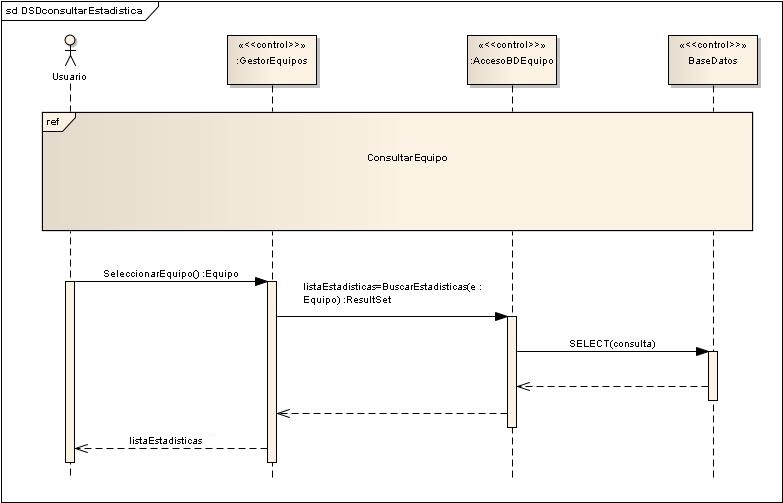 sd DSDconsultarEstadistica
Usuario
«<<control>>»
:GestorEquipos
«<<control>>»
:AccesoBDEquipo
«<<control>>»
BaseDatos
ref
ConsultarEquipo
SeleccionarEquipo() :Equipo
listaEstadisticas=BuscarEstadisticas(e :
Equipo) :ResultSet
SELECT(consulta)
listaEstadisticas